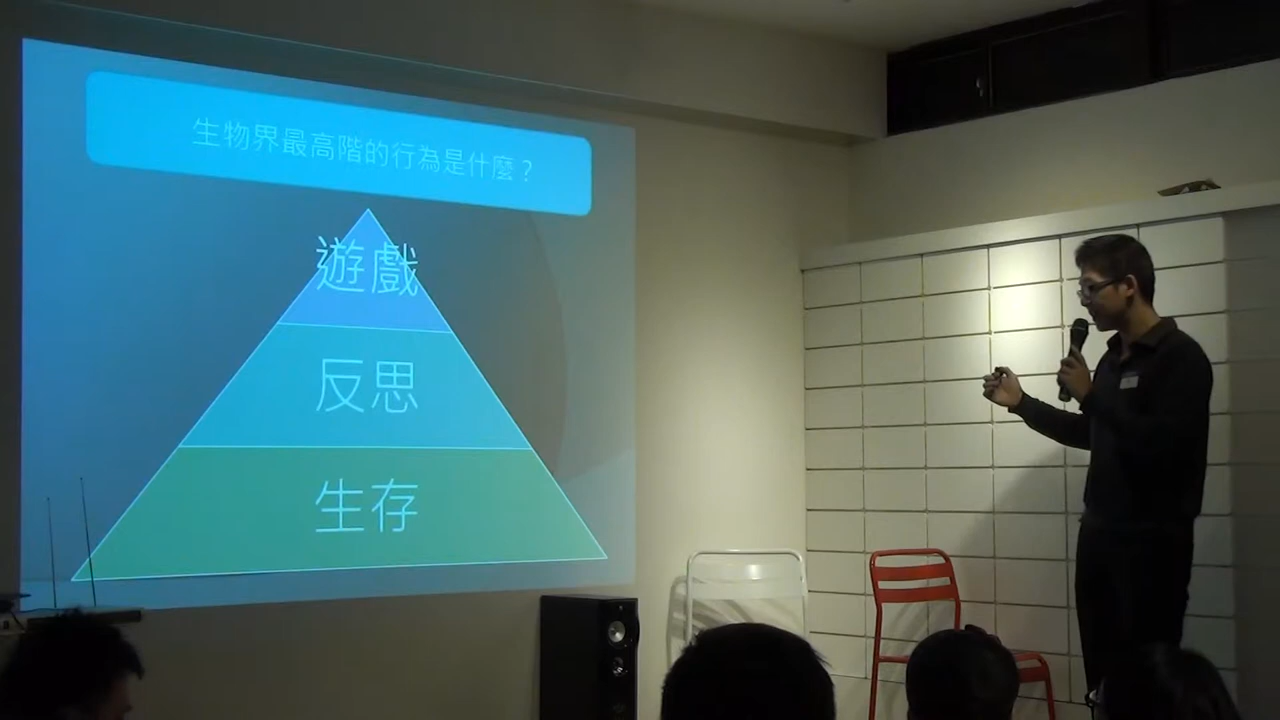 生物界最高階的行為是什麼？
遊戲
反思
生存